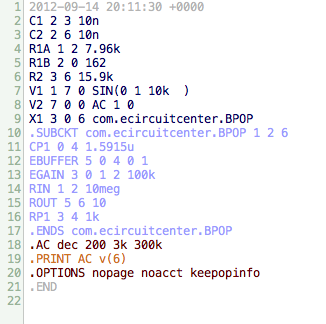 1 2012-09-14 20:11:30 +0000
2 C1 2 3 10n
3 C2 2 6 10n
4 R1A 1 2 7.96k
5 R1B 2 0 162
6 R2 3 6 15.9k
7 V1 1 7 0 SIN(0 1 10k  )
8 V2 7 0 0 AC 1 0
9 X1 3 0 6 com.ecircuitcenter.BPOP
10 .SUBCKT com.ecircuitcenter.BPOP 1 2 6
11 CP1 0 4 1.5915u
12 EBUFFER 5 0 4 0 1
13 EGAIN 3 0 1 2 100k
14 RIN 1 2 10meg
15 ROUT 5 6 10
16 RP1 3 4 1k
17 .ENDS com.ecircuitcenter.BPOP
18 .AC dec 200 3k 300k
19 .PRINT AC v(6)
20 .OPTIONS nopage noacct keepopinfo
21 .END
22